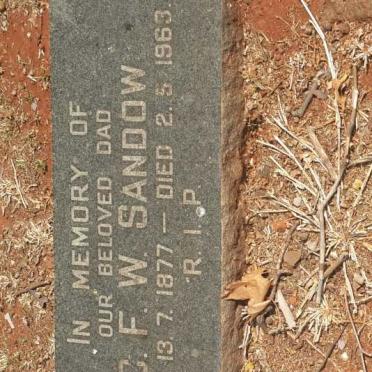 IN MEMORY OF
OUR BELOVED DAD
F. W. SANDOW
13. 7. 1877 — DIED 2. 5. 1963.
R. I. P.